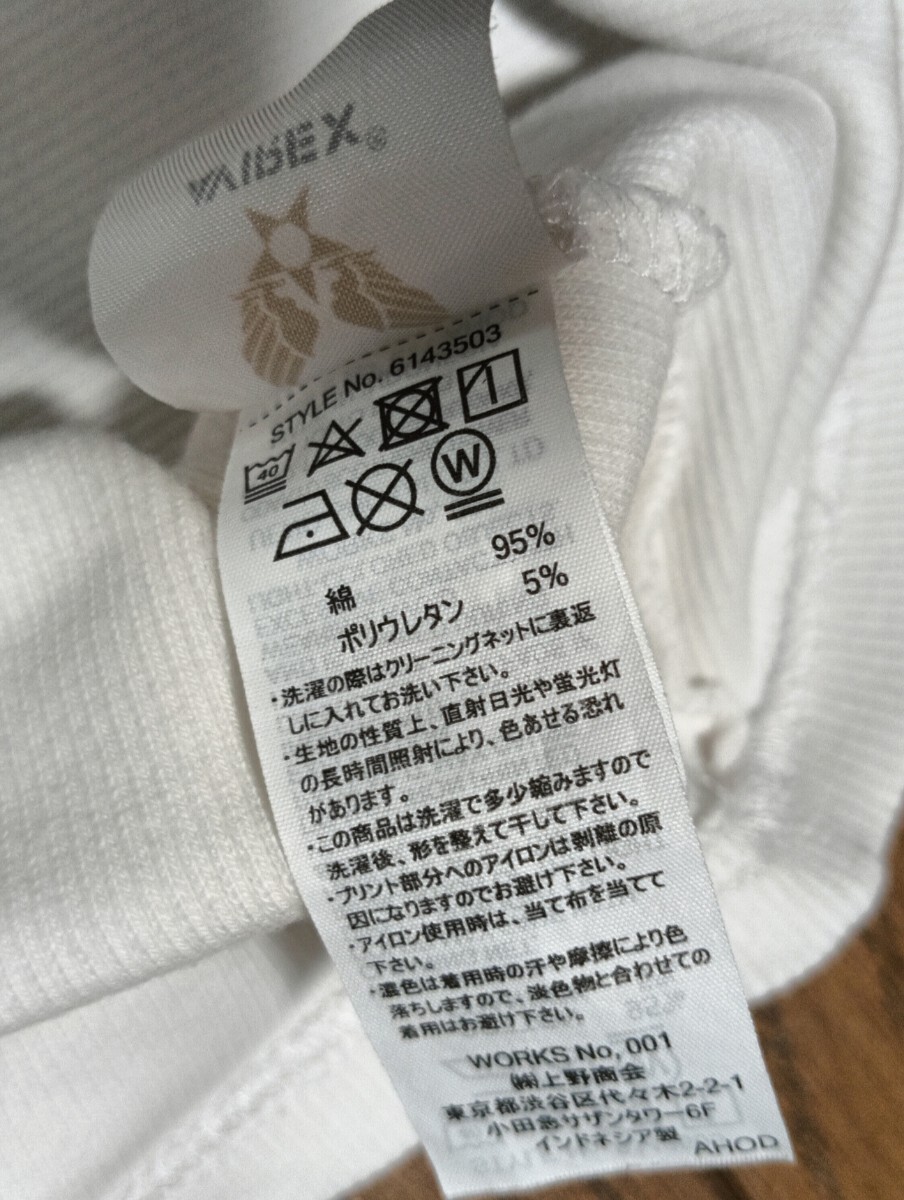 AVIREX®
STYLE No. 6143503
40
W
綿 95%
ポリウレタン 5%
・洗濯の際はクリーニングネットに裏返
しに入れてお洗い下さい。
・生地の性質上、直射日光や蛍光灯
の長時間照射により、色あせる恐れ
があります。
・この商品は洗濯で多少縮みますので
洗濯後、形を整えて干して下さい。
・プリント部分へのアイロンは剥離の原
因になりますのでお避け下さい。
・アイロン使用時は、当て布を当てて
下さい。
・濃色は着用時の汗や摩擦により色
落ちしますので、淡色物と合わせての
着用はお避け下さい。
WORKS No, 001
㈱上野商会
東京都渋谷区代々木2-2-1
小田急サザンタワー6F
インドネシア製
AHOD